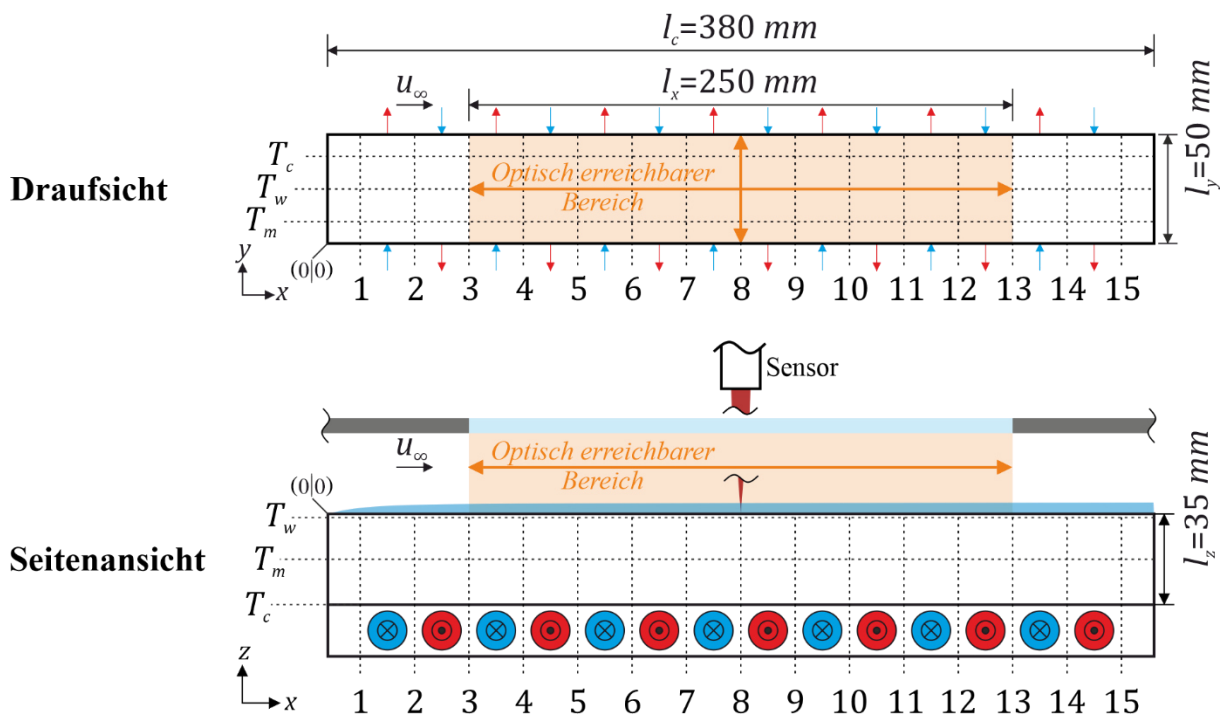 l_c=380 mm
u_∞
l_x=250 mm
T_c
T_w
T_m
Optisch erreichbarer
Bereich
l_y=50 mm
Draufsicht
y
x
(0|0)
1 2 3 4 5 6 7 8 9 10 11 12 13 14 15
Sensor
u_∞
Optisch erreichbarer
Bereich
(0|0)
T_w
T_m
T_c
l_z=35 mm
Seitenansicht
z
x
1 2 3 4 5 6 7 8 9 10 11 12 13 14 15